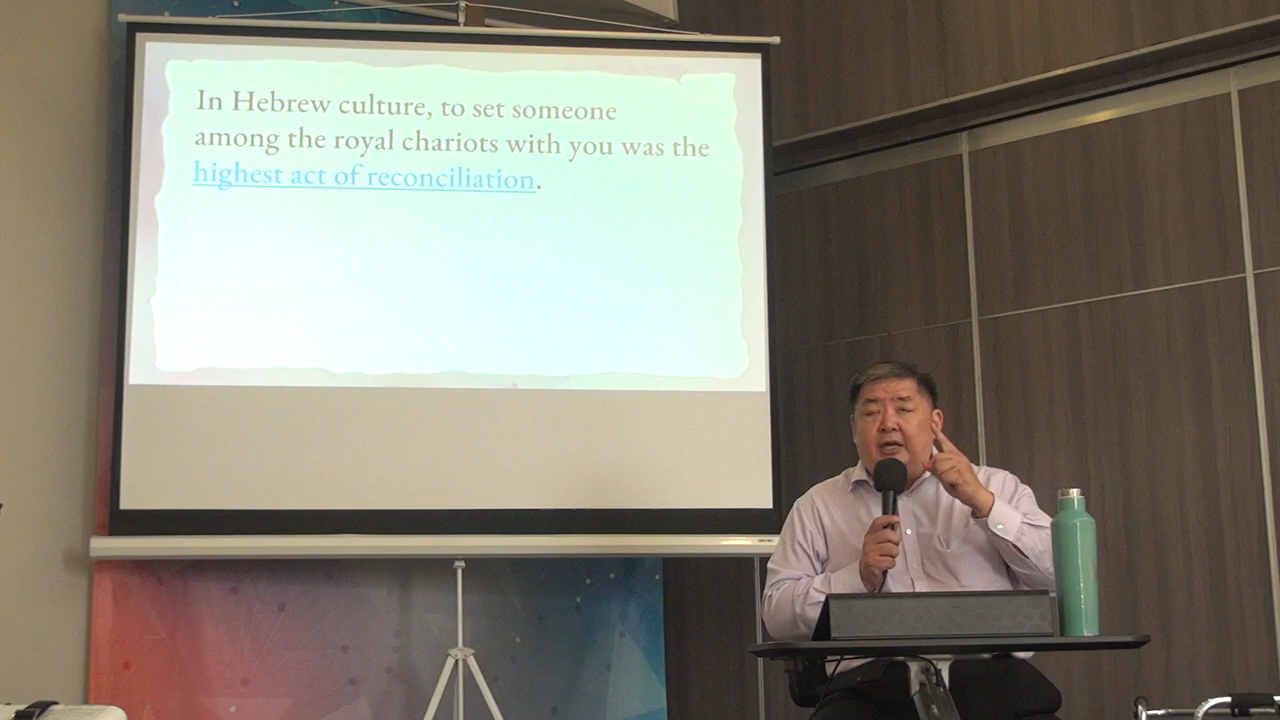 In Hebrew culture, to set someone
among the royal chariots with you was the
highest act of reconciliation.